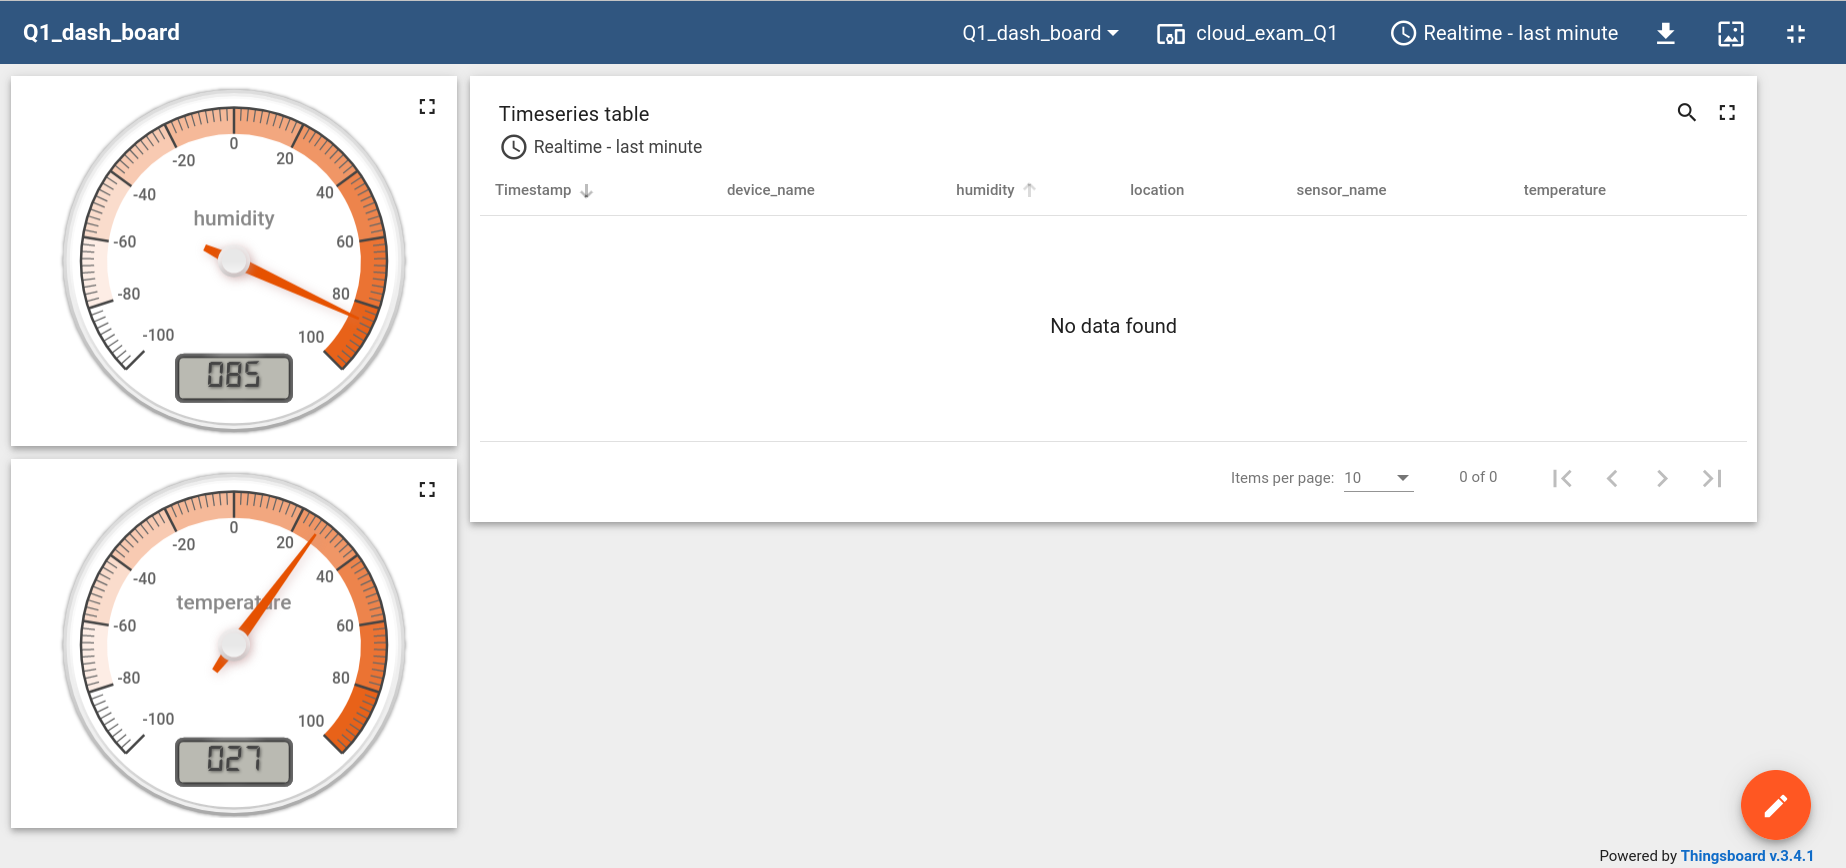 Q1_dash_board
Q1_dash_board
cloud_exam_Q1
Realtime - last minute
0
-20
20
-40
40
humidity
-60
60
-80
80
-100
100
085
Timeseries table
Realtime - last minute
Timestamp device_name humidity location sensor_name temperature
No data found
Items per page: 10 0 of 0
0
-20
20
-40
40
temperature
-60
60
-80
80
-100
100
027
Powered by Thingsboard v.3.4.1